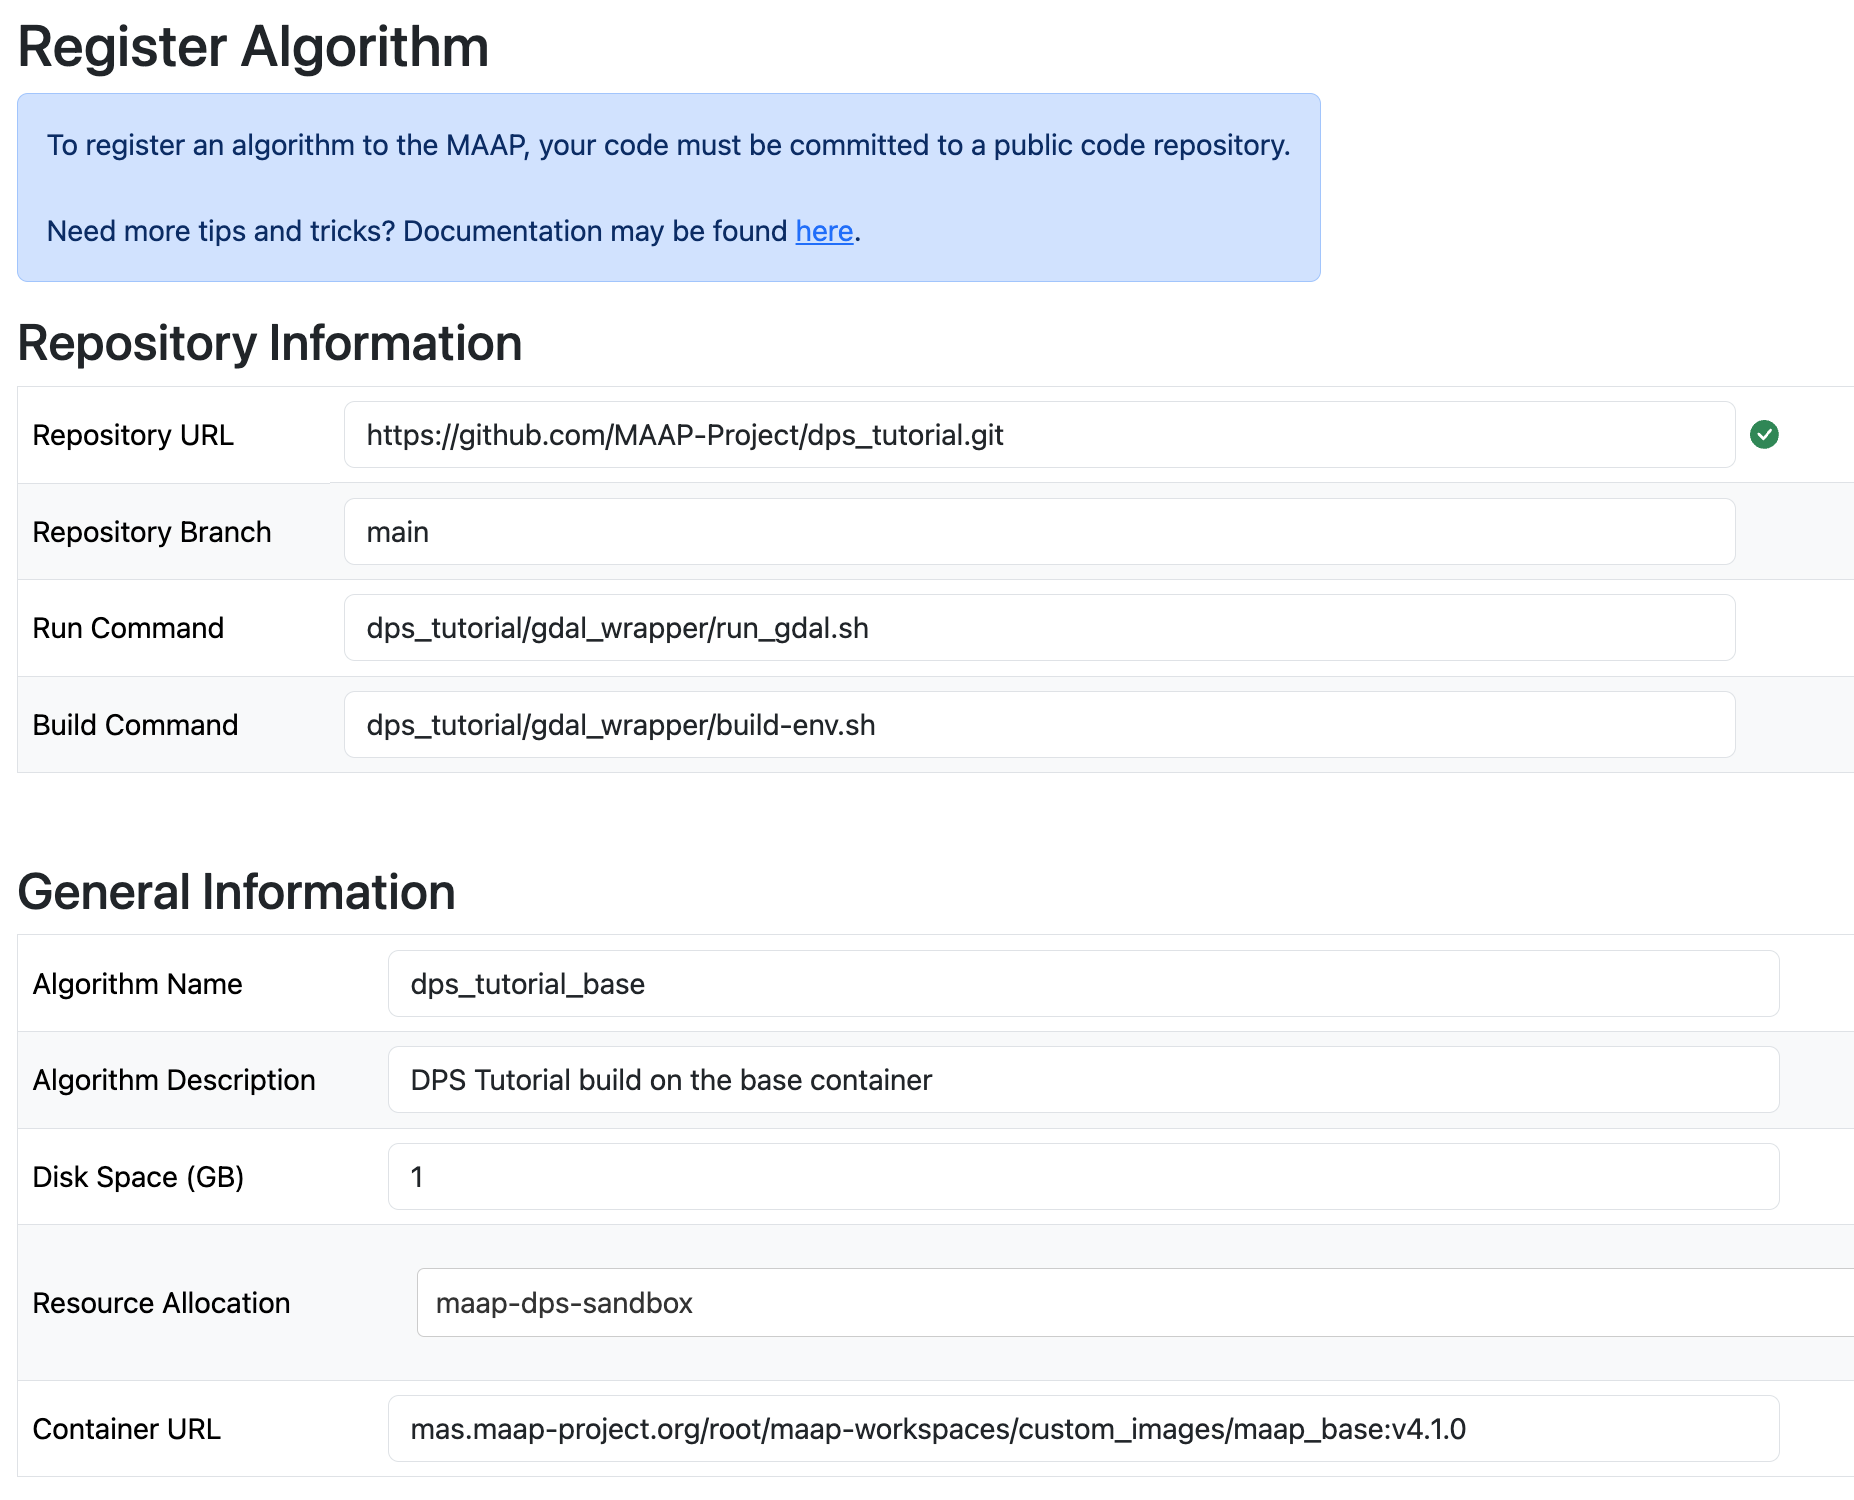 Register Algorithm
To register an algorithm to the MAAP, your code must be committed to a public code repository.
Need more tips and tricks? Documentation may be found here.
Repository Information
Repository URL https://github.com/MAAP-Project/dps_tutorial.git
Repository Branch main
Run Command dps_tutorial/gdal_wrapper/run_gdal.sh
Build Command dps_tutorial/gdal_wrapper/build-env.sh
General Information
Algorithm Name dps_tutorial_base
Algorithm Description DPS Tutorial build on the base container
Disk Space (GB) 1
Resource Allocation maap-dps-sandbox
Container URL mas.maap-project.org/root/maap-workspaces/custom_images/maap_base:v4.1.0